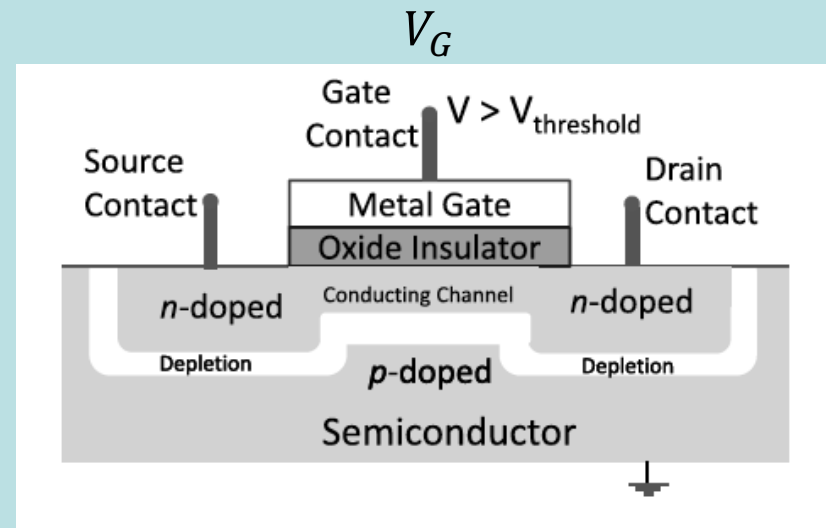 V_G
Gate
Contact
V > V_threshold
Source
Contact
Drain
Contact
Metal Gate
Oxide Insulator
n-doped
Conducting Channel
n-doped
Depletion
p-doped
Depletion
Semiconductor